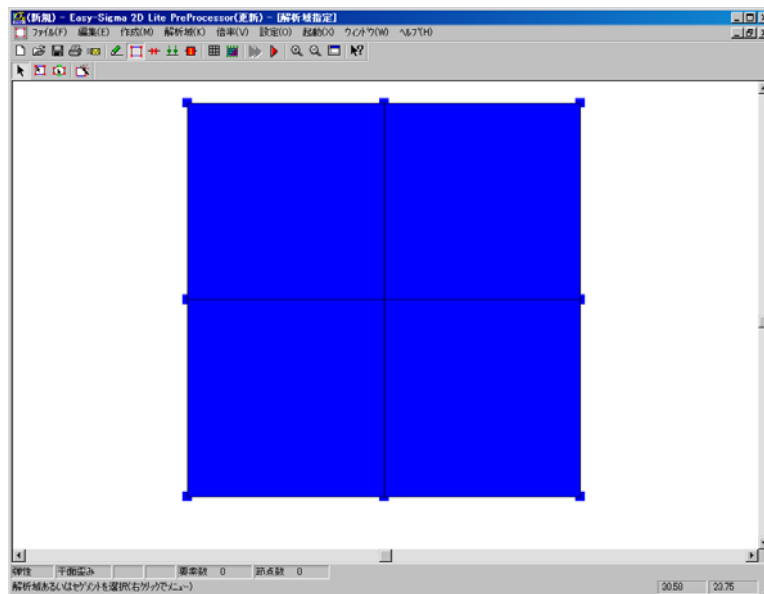 (新規) - Easy-Sigma 2D Lite PreProcessor(更新) - [解析域指定]
ファイル(F) 編集(E) 作成(M) 解析域(K) 倍率(V) 設定(O) 起動(X) ウィンドウ(W) ヘルプ(H)
弾性 平面歪み 要素数 0 節点数 0
解析域あるいはセグメントを選択(右クリックでメニュー) 30.50 23.75